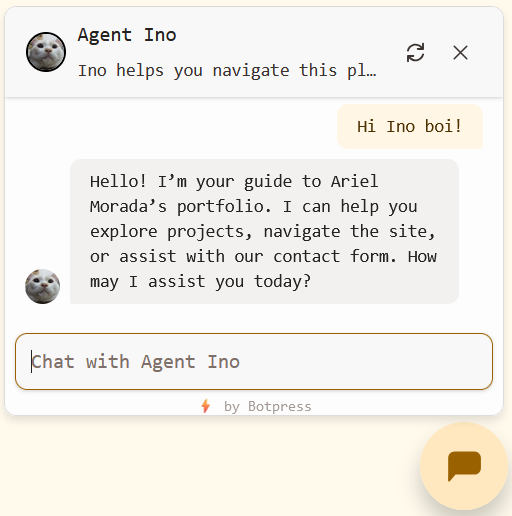 Agent Ino
Ino helps you navigate this pl…
Hi Ino boi!
Hello! I’m your guide to Ariel
Morada’s portfolio. I can help you
explore projects, navigate the site,
or assist with our contact form. How
may I assist you today?
Chat with Agent Ino
by Botpress